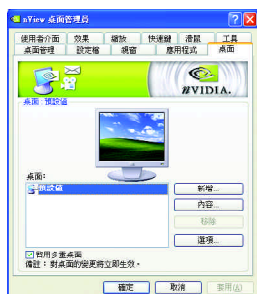 nView 桌面管理員
使用者介面 效果 縮放 快速鍵 滑鼠 工具
桌面管理 設定檔 視窗 應用程式 桌面
NVIDIA.
桌面: 預設值
桌面:
預設值
新增...
內容...
移除
選項...
啟用多重桌面
備註：對桌面的變更將立即生效。
確定 取消 套用(A)